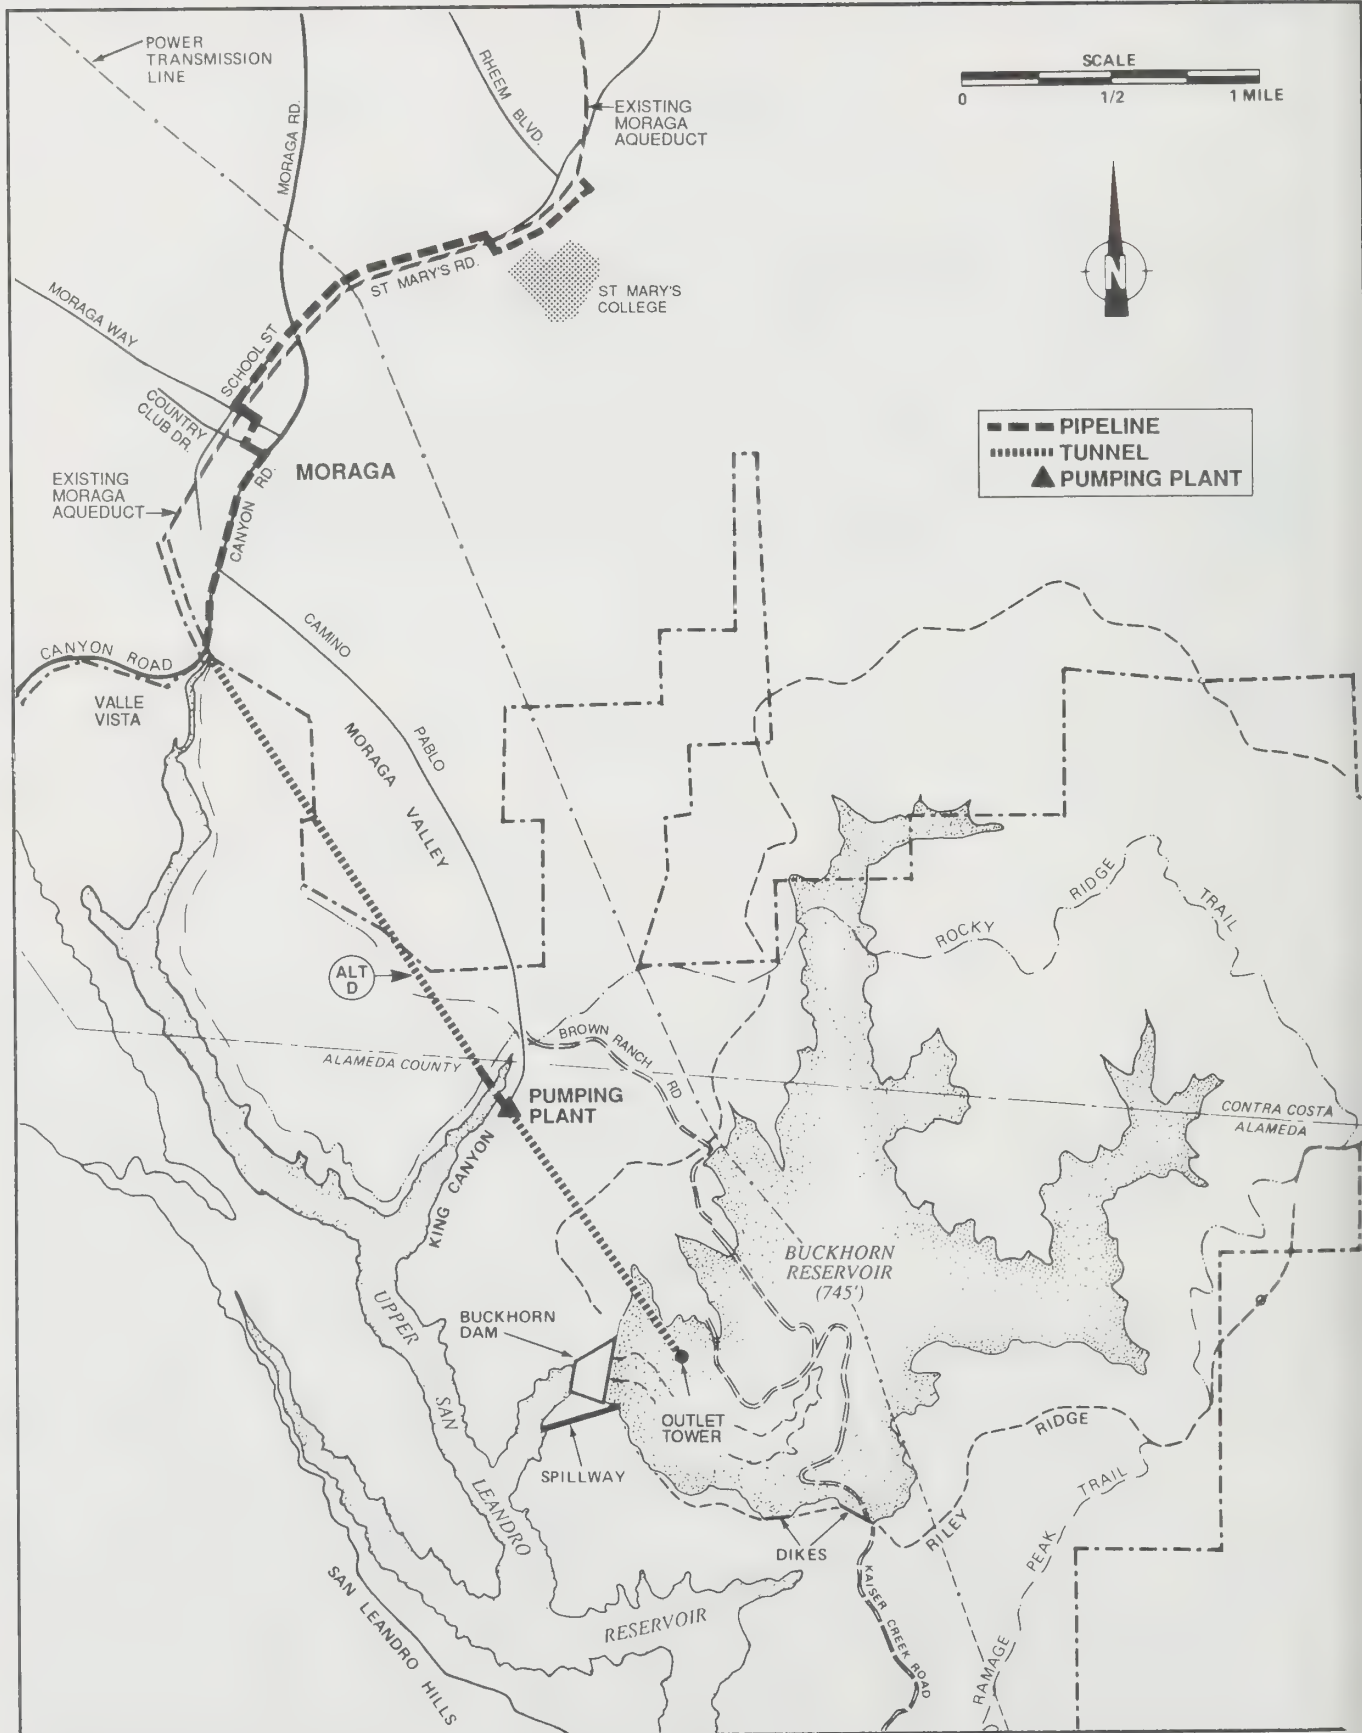 POWER
TRANSMISSION
LINE
MORAGA RD.
RHEEM BLVD.
EXISTING
MORAGA
AQUEDUCT
SCALE
0 1/2 1 MILE
N
ST MARY'S RD.
ST MARY'S
COLLEGE
MORAGA WAY
SCHOOL ST
COUNTRY
CLUB DR.
PIPELINE
TUNNEL
PUMPING PLANT
EXISTING
MORAGA
AQUEDUCT
CANYON RD.
MORAGA
CAMINO PABLO
CANYON ROAD
VALLE
VISTA
MORAGA VALLEY
ROCKY RIDGE TRAIL
ALT
D
ALAMEDA COUNTY
BROWN RANCH RD
PUMPING
PLANT
CONTRA COSTA
ALAMEDA
KING CANYON
BUCKHORN
RESERVOIR
(745')
BUCKHORN
DAM
UPPER SAN LEANDRO RESERVOIR
OUTLET
TOWER
SPILLWAY
RILEY RIDGE
DIKES
RAMAGE PEAK TRAIL
KAISER CREEK ROAD
SAN LEANDRO HILLS